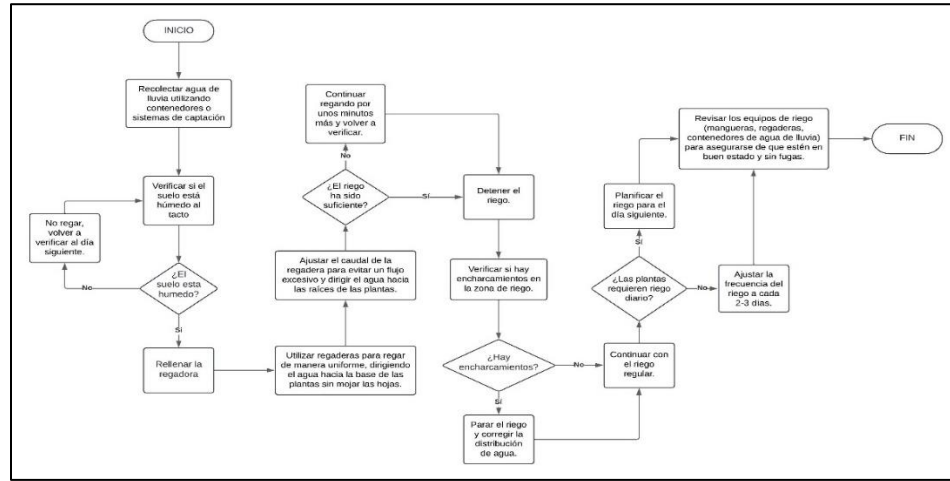 INICIO
Recolectar agua de
lluvia utilizando
contenedores o
sistemas de captación
Verificar si el
suelo está
húmedo al
tacto
No regar,
volver a
verificar al día
siguiente.
¿El
suelo esta
humedo?
No
Sí
Rellenar la
regadora
Utilizar regaderas para regar
de manera uniforme, dirigiendo
el agua hacia la base de las
plantas sin mojar las hojas.
Ajustar el caudal de la
regadera para evitar un flujo
excesivo y dirigir el agua hacia
las raíces de las plantas.
¿El riego
ha sido
suficiente?
No
Sí
Continuar
regando por
unos minutos
más y volver a
verificar.
Detener el
riego.
Verificar si hay
encharcamientos en
la zona de riego.
¿Hay
encharcamientos?
No
Sí
Parar el riego
y corregir la
distribución
de agua.
Continuar con
el riego
regular.
¿Las plantas
requieren riego
diario?
Sí
No
Planificar el
riego para el
día siguiente.
Ajustar la
frecuencia del
riego a cada
2-3 dias.
Revisar los equipos de riego
(mangueras, regaderas,
contenedores de agua de lluvia)
para asegurarse de que estén en
buen estado y sin fugas.
FIN